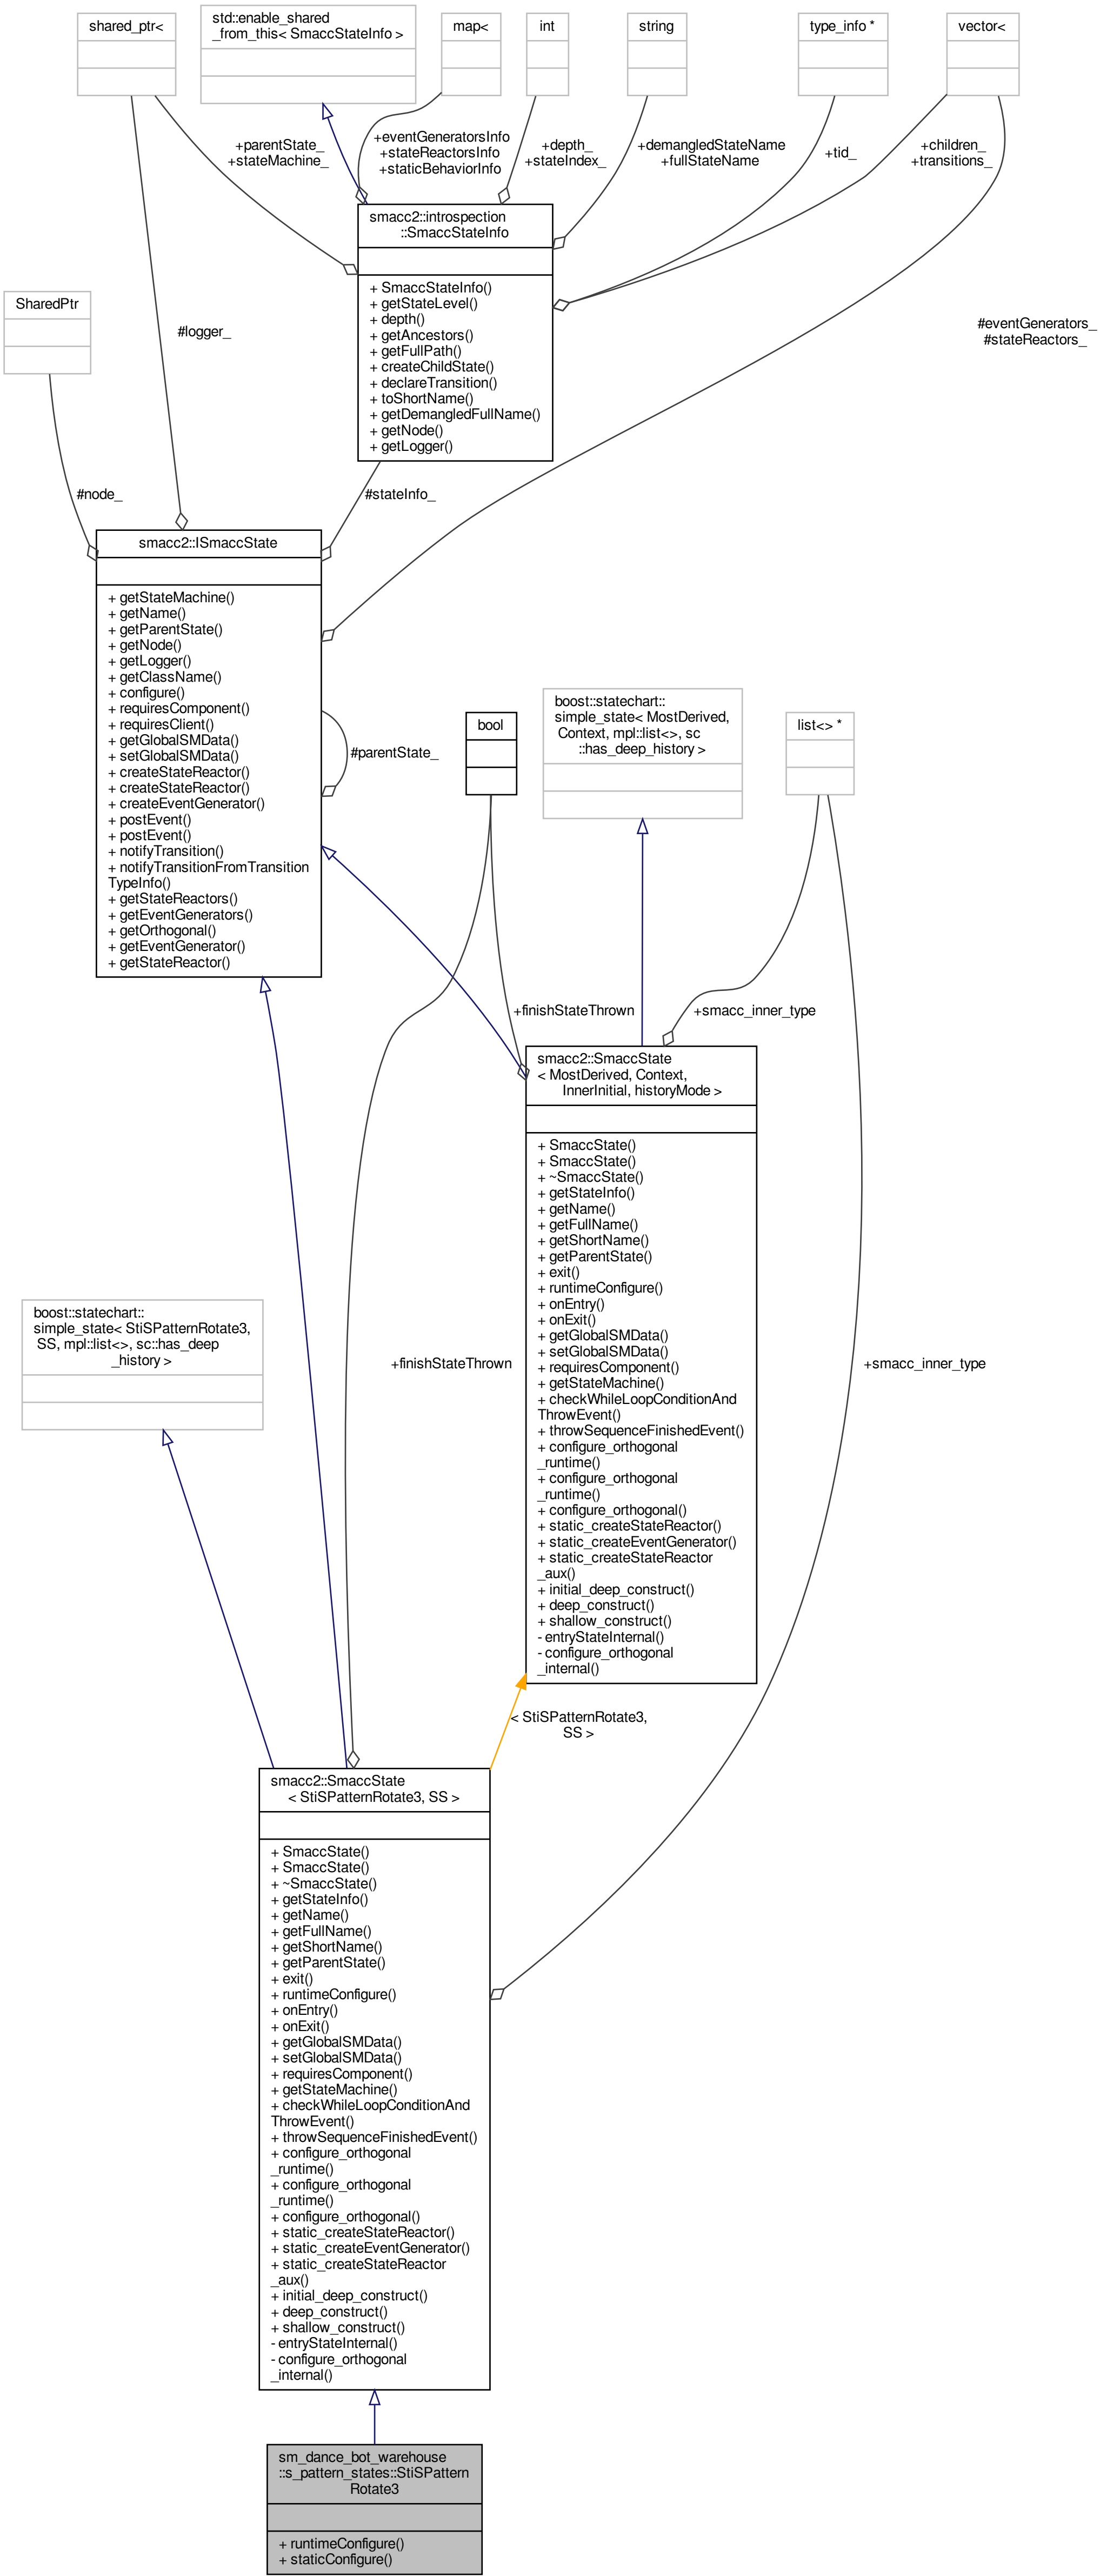 shared_ptr<
std::enable_shared
_from_this< SmaccStateInfo >
map<
int
string
type_info *
vector<
+parentState_
+stateMachine_
+eventGeneratorsInfo
+stateReactorsInfo
+staticBehaviorInfo
+depth_
+stateIndex_
+demangledStateName
+fullStateName
+tid_
+children_
+transitions_
smacc2::introspection
::SmaccStateInfo
+ SmaccStateInfo()
+ getStateLevel()
+ depth()
+ getAncestors()
+ getFullPath()
+ createChildState()
+ declareTransition()
+ toShortName()
+ getDemangledFullName()
+ getNode()
+ getLogger()
SharedPtr
#logger_
#eventGenerators_
#stateReactors_
#node_
#stateInfo_
smacc2::ISmaccState
+ getStateMachine()
+ getName()
+ getParentState()
+ getNode()
+ getLogger()
+ getClassName()
+ configure()
+ requiresComponent()
+ requiresClient()
+ getGlobalSMData()
+ setGlobalSMData()
+ createStateReactor()
+ createStateReactor()
+ createEventGenerator()
+ postEvent()
+ postEvent()
+ notifyTransition()
+ notifyTransitionFromTransition
TypeInfo()
+ getStateReactors()
+ getEventGenerators()
+ getOrthogonal()
+ getEventGenerator()
+ getStateReactor()
#parentState_
bool
boost::statechart::
simple_state< MostDerived,
Context, mpl::list<>, sc
::has_deep_history >
list<> *
+finishStateThrown
+smacc_inner_type
smacc2::SmaccState
< MostDerived, Context,
InnerInitial, historyMode >
+ SmaccState()
+ SmaccState()
+ ~SmaccState()
+ getStateInfo()
+ getName()
+ getFullName()
+ getShortName()
+ getParentState()
+ exit()
+ runtimeConfigure()
+ onEntry()
+ onExit()
+ getGlobalSMData()
+ setGlobalSMData()
+ requiresComponent()
+ getStateMachine()
+ checkWhileLoopConditionAnd
ThrowEvent()
+ throwSequenceFinishedEvent()
+ configure_orthogonal
_runtime()
+ configure_orthogonal
_runtime()
+ configure_orthogonal()
+ static_createStateReactor()
+ static_createEventGenerator()
+ static_createStateReactor
_aux()
+ initial_deep_construct()
+ deep_construct()
+ shallow_construct()
- entryStateInternal()
- configure_orthogonal
_internal()
boost::statechart::
simple_state< StiSPatternRotate3,
SS, mpl::list<>, sc::has_deep
_history >
+finishStateThrown
+smacc_inner_type
< StiSPatternRotate3,
SS >
smacc2::SmaccState
< StiSPatternRotate3, SS >
+ SmaccState()
+ SmaccState()
+ ~SmaccState()
+ getStateInfo()
+ getName()
+ getFullName()
+ getShortName()
+ getParentState()
+ exit()
+ runtimeConfigure()
+ onEntry()
+ onExit()
+ getGlobalSMData()
+ setGlobalSMData()
+ requiresComponent()
+ getStateMachine()
+ checkWhileLoopConditionAnd
ThrowEvent()
+ throwSequenceFinishedEvent()
+ configure_orthogonal
_runtime()
+ configure_orthogonal
_runtime()
+ configure_orthogonal()
+ static_createStateReactor()
+ static_createEventGenerator()
+ static_createStateReactor
_aux()
+ initial_deep_construct()
+ deep_construct()
+ shallow_construct()
- entryStateInternal()
- configure_orthogonal
_internal()
sm_dance_bot_warehouse
::s_pattern_states::StiSPattern
Rotate3
+ runtimeConfigure()
+ staticConfigure()